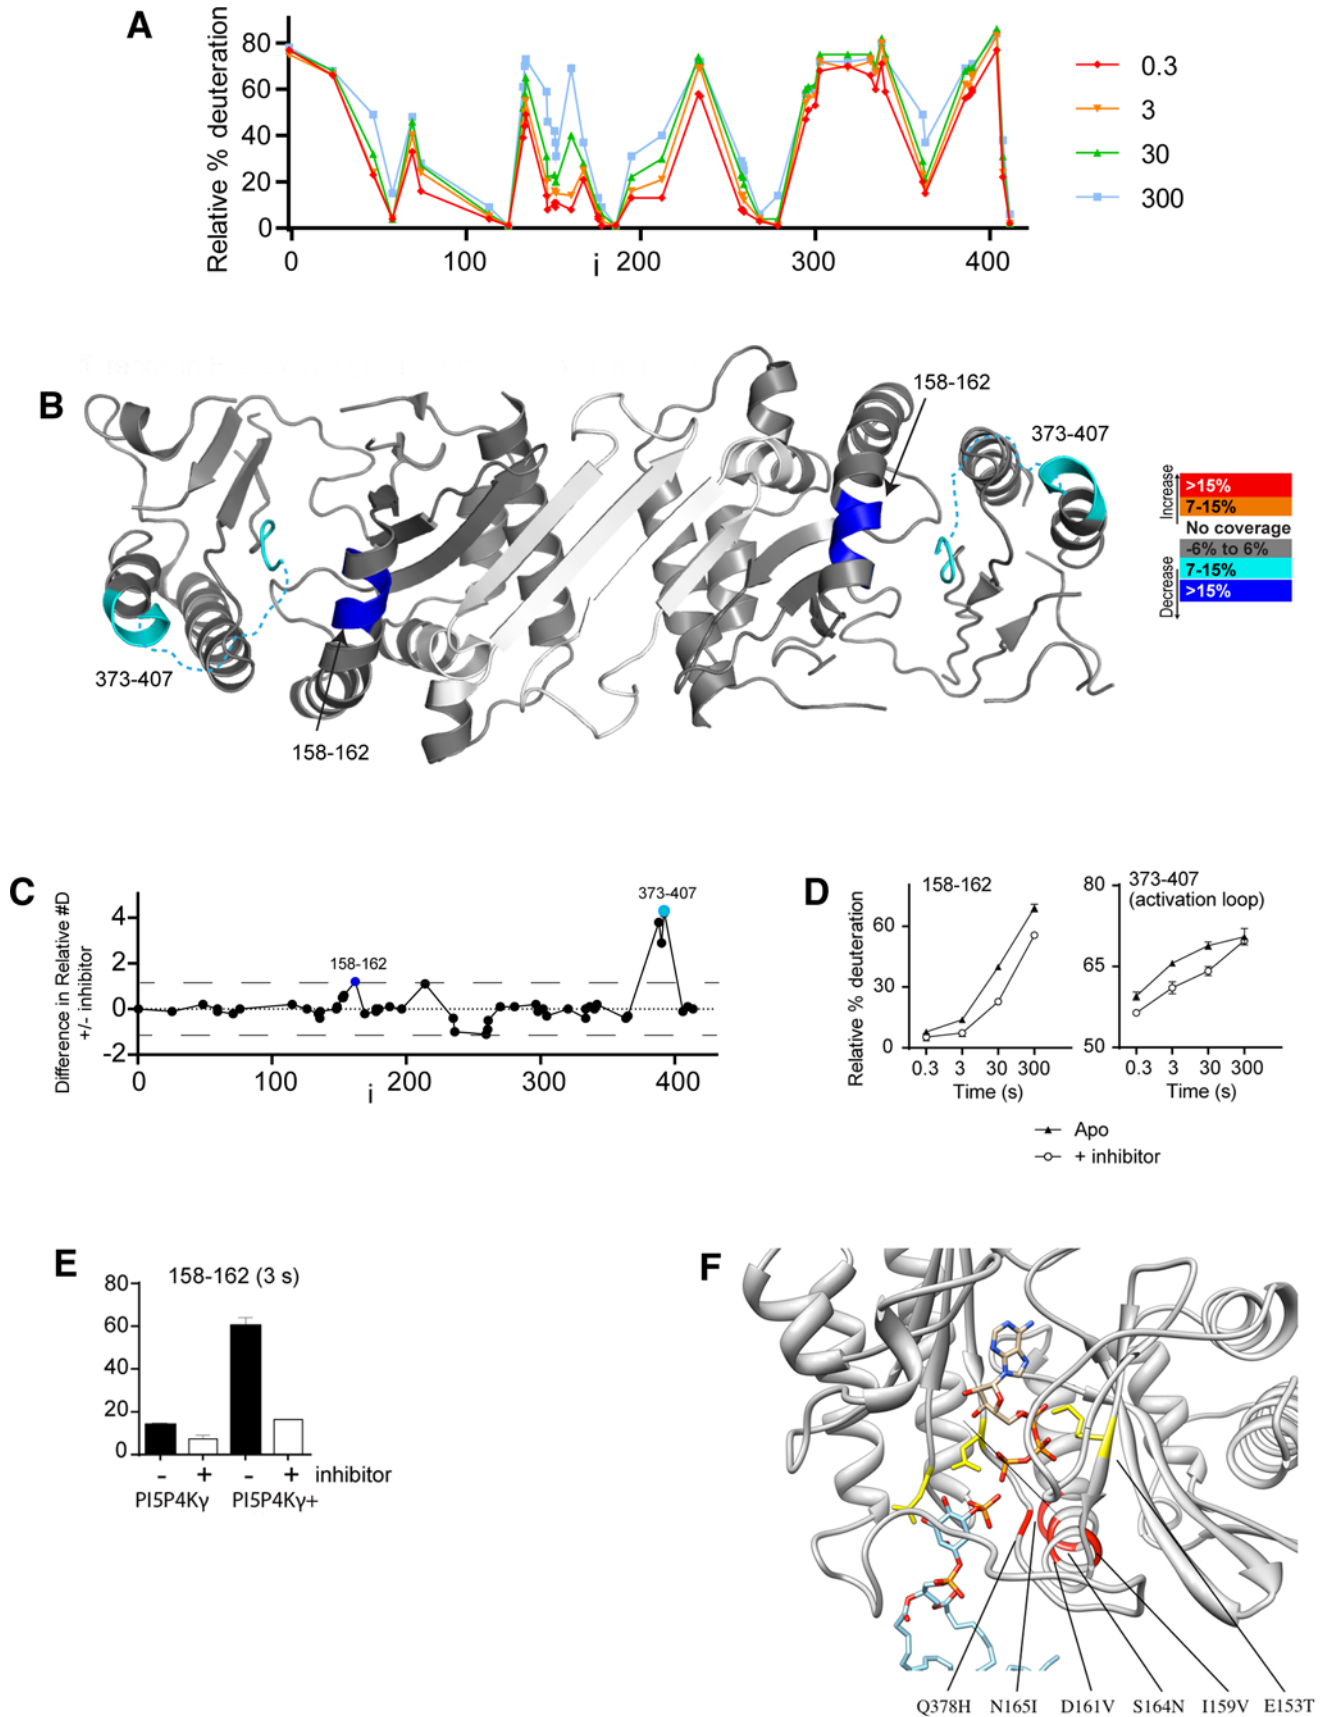 A
Relative % deuteration
80
60
40
20
0
0
100
200
300
400
i
0.3
3
30
300
B
158-162
373-407
373-407
158-162
Increase
>15%
7-15%
No coverage
-6% to 6%
7-15%
>15%
Decrease
C
Difference in Relative #D
+/- inhibitor
4
2
0
-2
158-162
373-407
0
100
200
300
400
i
D
Relative % deuteration
158-162
60
30
0
0.3
3
30
300
Time (s)
373-407
(activation loop)
80
65
50
0.3
3
30
300
Time (s)
Apo
+ inhibitor
E
158-162 (3 s)
80
60
40
20
0
- + - + inhibitor
PI5P4Kγ PI5P4Kγ+
F
Q378H N165I D161V S164N I159V E153T